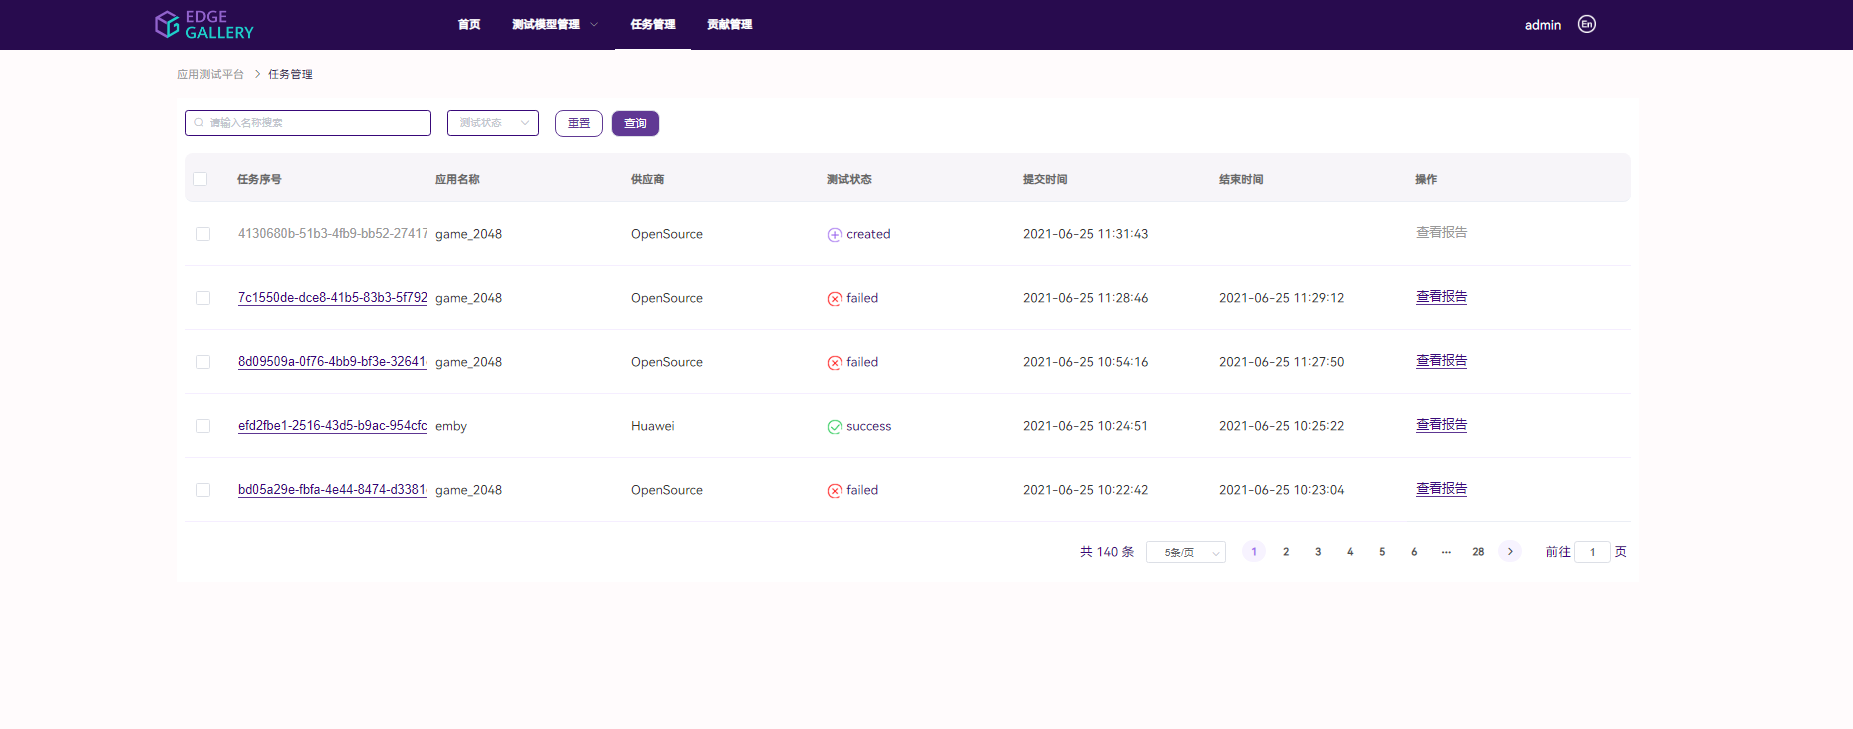 EDGE GALLERY 首页 测试模型管理 任务管理 贡献管理 admin En
应用测试平台 > 任务管理
请输入名称搜索 测试状态 重置 查询
任务序号 应用名称 供应商 测试状态 提交时间 结束时间 操作
4130680b-51b3-4fb9-bb52-27417 game_2048 OpenSource created 2021-06-25 11:31:43 查看报告
7c1550de-dce8-41b5-83b3-5f792 game_2048 OpenSource failed 2021-06-25 11:28:46 2021-06-25 11:29:12 查看报告
8d09509a-0f76-4bb9-bf3e-32641 game_2048 OpenSource failed 2021-06-25 10:54:16 2021-06-25 11:27:50 查看报告
efd2fbe1-2516-43d5-b9ac-954cfc emby Huawei success 2021-06-25 10:24:51 2021-06-25 10:25:22 查看报告
bd05a29e-fbfa-4e44-8474-d3381 game_2048 OpenSource failed 2021-06-25 10:22:42 2021-06-25 10:23:04 查看报告
共 140 条 5条/页 1 2 3 4 5 6 ··· 28 > 前往 1 页